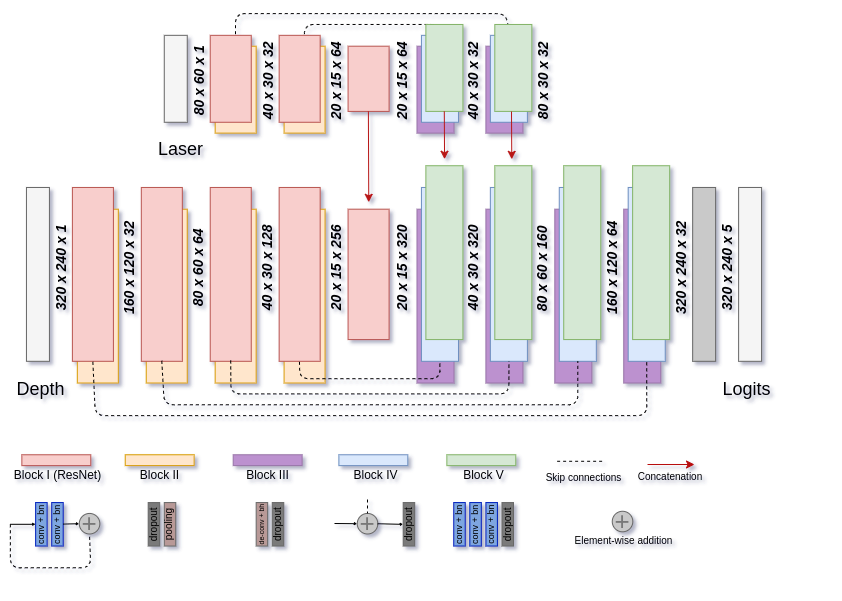 80 x 60 x 1
40 x 30 x 32
20 x 15 x 64
20 x 15 x 64
40 x 30 x 32
80 x 30 x 32
Laser
320 x 240 x 1
160 x 120 x 32
80 x 60 x 64
40 x 30 x 128
20 x 15 x 256
20 x 15 x 320
40 x 30 x 320
80 x 60 x 160
160 x 120 x 64
320 x 240 x 32
320 x 240 x 5
Depth
Logits
Block I (ResNet)
Block II
Block III
Block IV
Block V
Skip connections
Concatenation
conv + bn
conv + bn
dropout
pooling
de-conv + bn
dropout
dropout
conv + bn
conv + bn
conv + bn
dropout
Element-wise addition